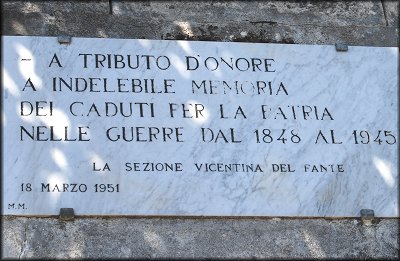 - A TRIBUTO D'ONORE
A INDELEBILE MEMORIA
DEI CADUTI PER LA PATRIA
NELLE GUERRE DAL 1848 AL 1945
LA SEZIONE VICENTINA DEL FANTE
18 MARZO 1951
M.M.